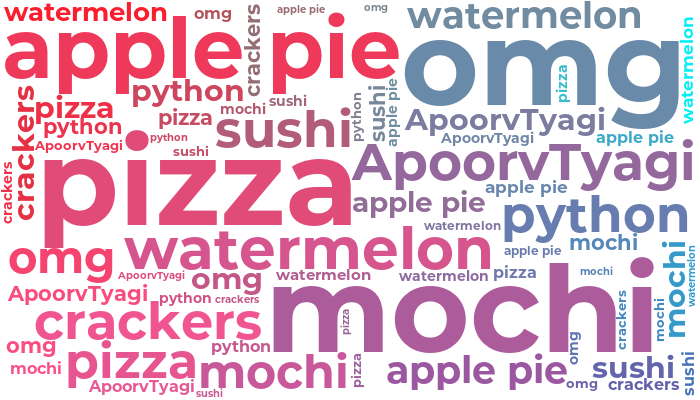 watermelon
omg
crackers
apple pie
omg
watermelon
watermelon
apple pie
omg
python
pizza
crackers
pizza
mochi
sushi
python
sushi
apple pie
pizza
python
pizza
sushi
ApoorvTyagi
ApoorvTyagi
apple pie
ApoorvTyagi
python
sushi
crackers
pizza
ApoorvTyagi
apple pie
apple pie
python
watermelon
omg
watermelon
mochi
apple pie
mochi
watermelon
ApoorvTyagi
omg
watermelon
watermelon
pizza
mochi
ApoorvTyagi
python
crackers
mochi
crackers
pizza
crackers
mochi
omg
python
omg
mochi
pizza
mochi
pizza
apple pie
sushi
sushi
ApoorvTyagi
sushi
omg
crackers